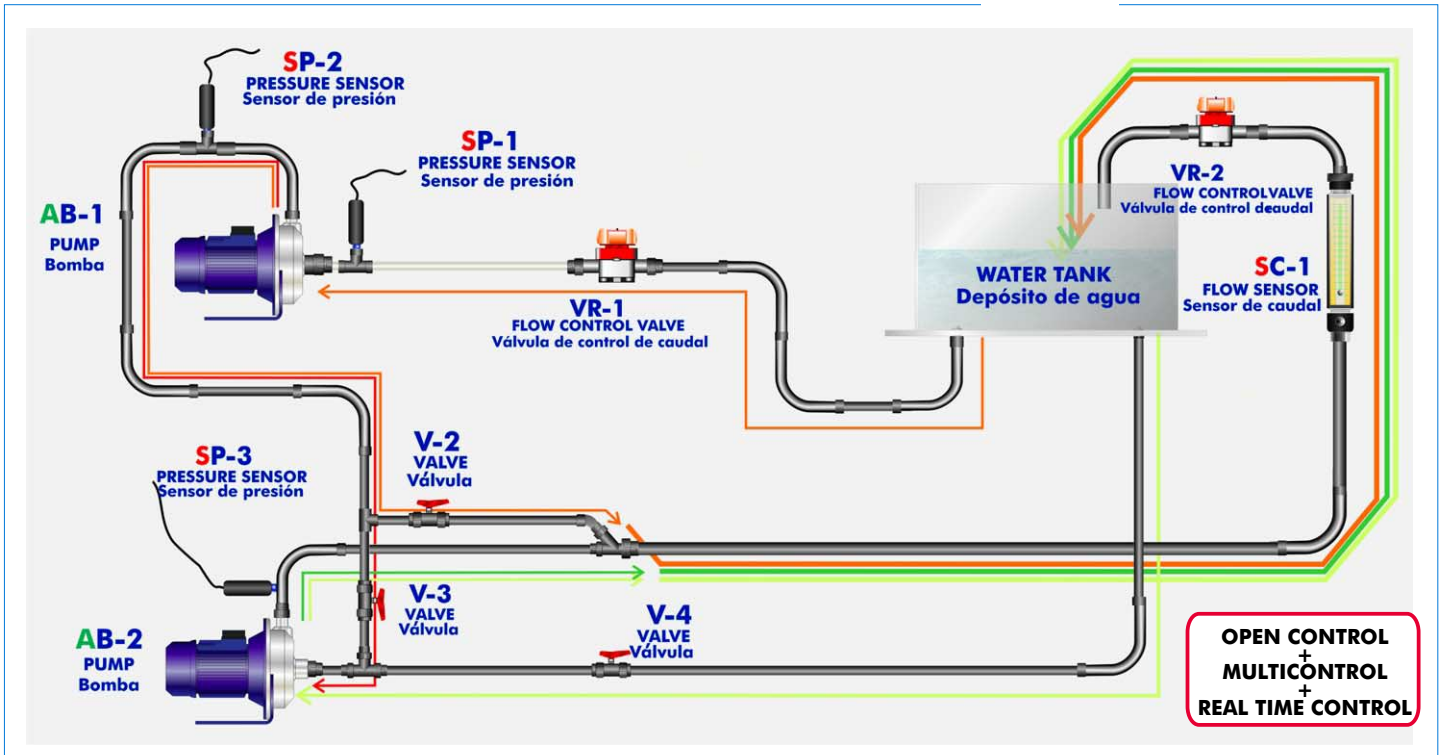 SP-2
PRESSURE SENSOR
Sensor de presión
SP-1
PRESSURE SENSOR
Sensor de presión
AB-1
PUMP
Bomba
VR-1
FLOW CONTROL VALVE
Válvula de control de caudal
WATER TANK
Depósito de agua
VR-2
FLOW CONTROLVALVE
Válvula de control deaudal
SC-1
FLOW SENSOR
Sensor de caudal
SP-3
PRESSURE SENSOR
Sensor de presión
V-2
VALVE
Válvula
V-3
VALVE
Válvula
V-4
VALVE
Válvula
AB-2
PUMP
Bomba
OPEN CONTROL
+
MULTICONTROL
+
REAL TIME CONTROL